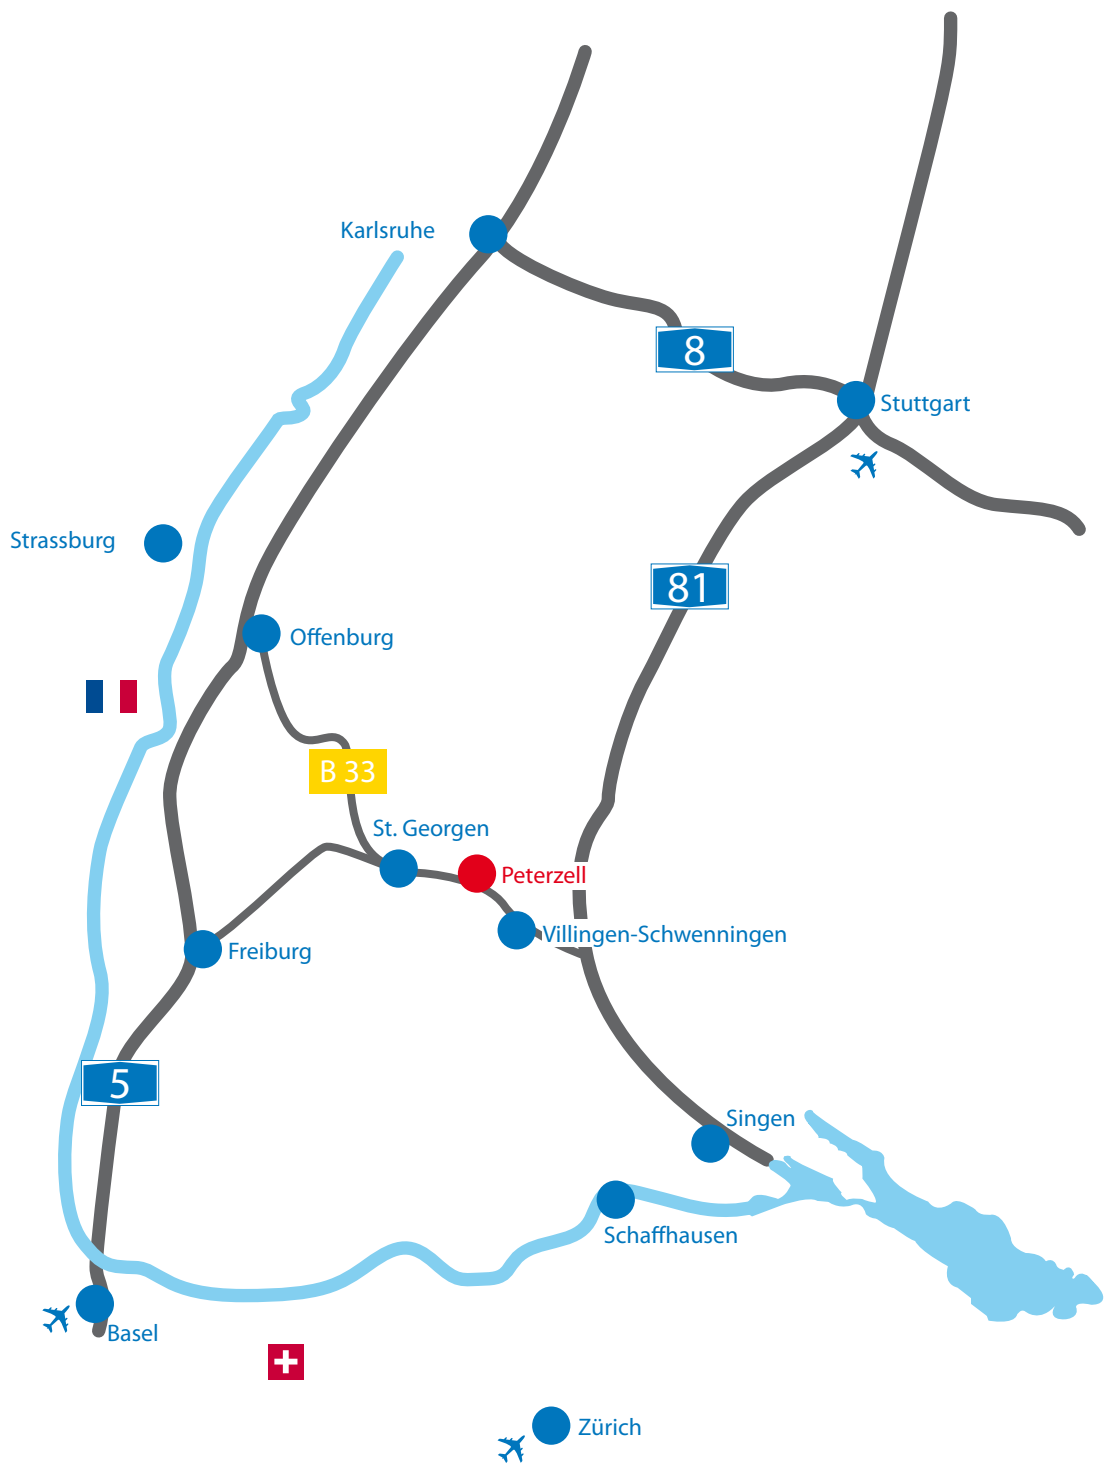 Karlsruhe
8
Stuttgart
Strassburg
81
Offenburg
B 33
St. Georgen
Peterzell
Villingen-Schwenningen
Freiburg
5
Singen
Schaffhausen
Basel
Zürich